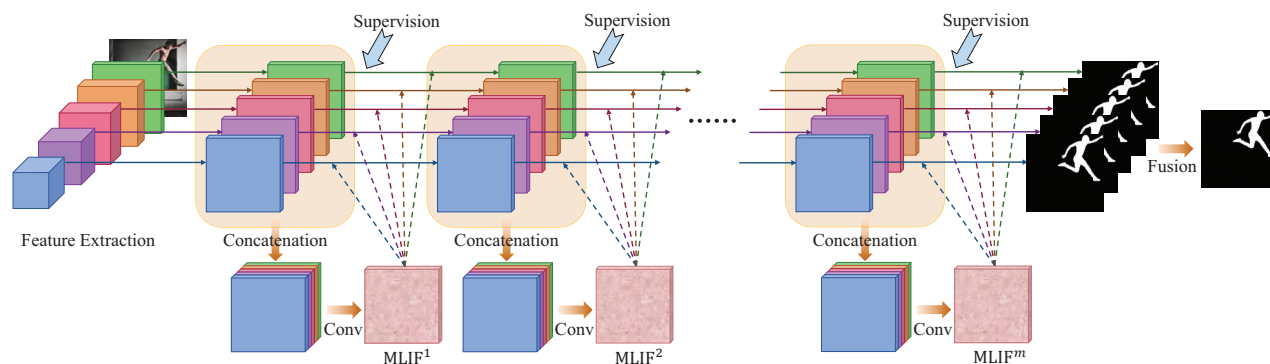 Supervision
Supervision
Supervision
......
Fusion
Feature Extraction
Concatenation
Concatenation
Concatenation
Conv
Conv
Conv
MLIF¹
MLIF²
MLIFᵐ